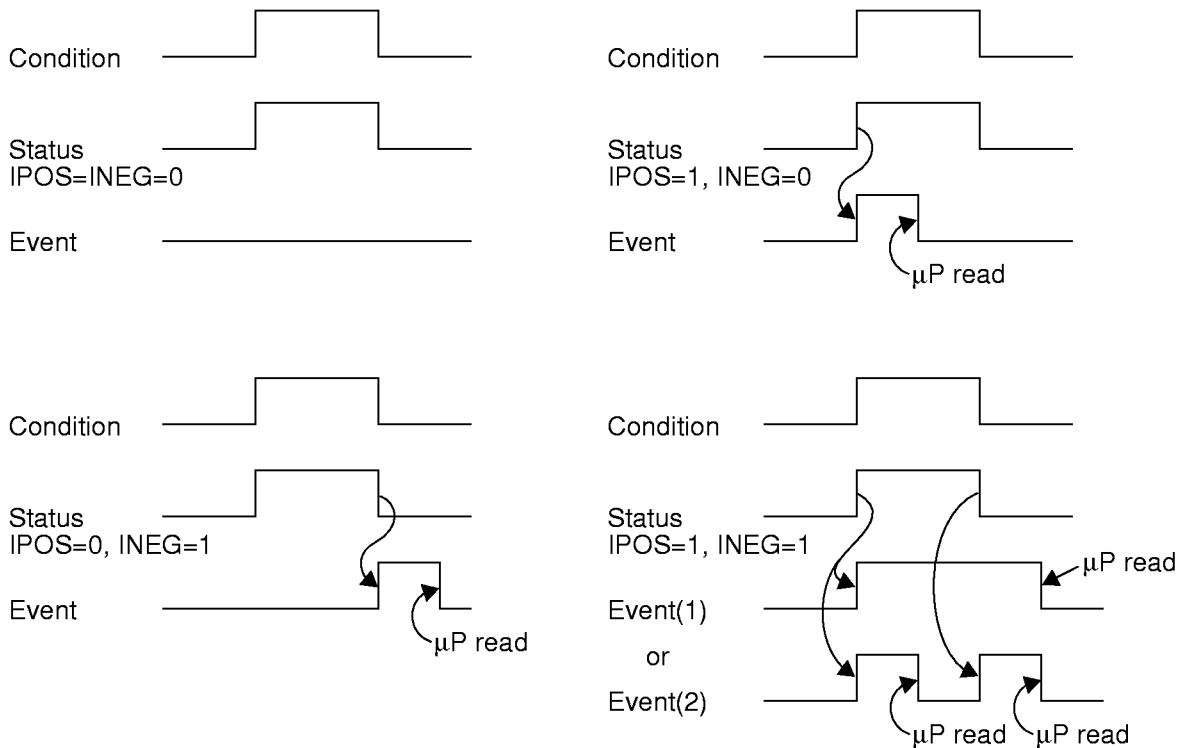 Condition
Status
IPOS=INEG=0
Event
Condition
Status
IPOS=1, INEG=0
Event
µP read
Condition
Status
IPOS=0, INEG=1
Event
µP read
Condition
Status
IPOS=1, INEG=1
µP read
Event(1)
or
Event(2)
µP read
µP read